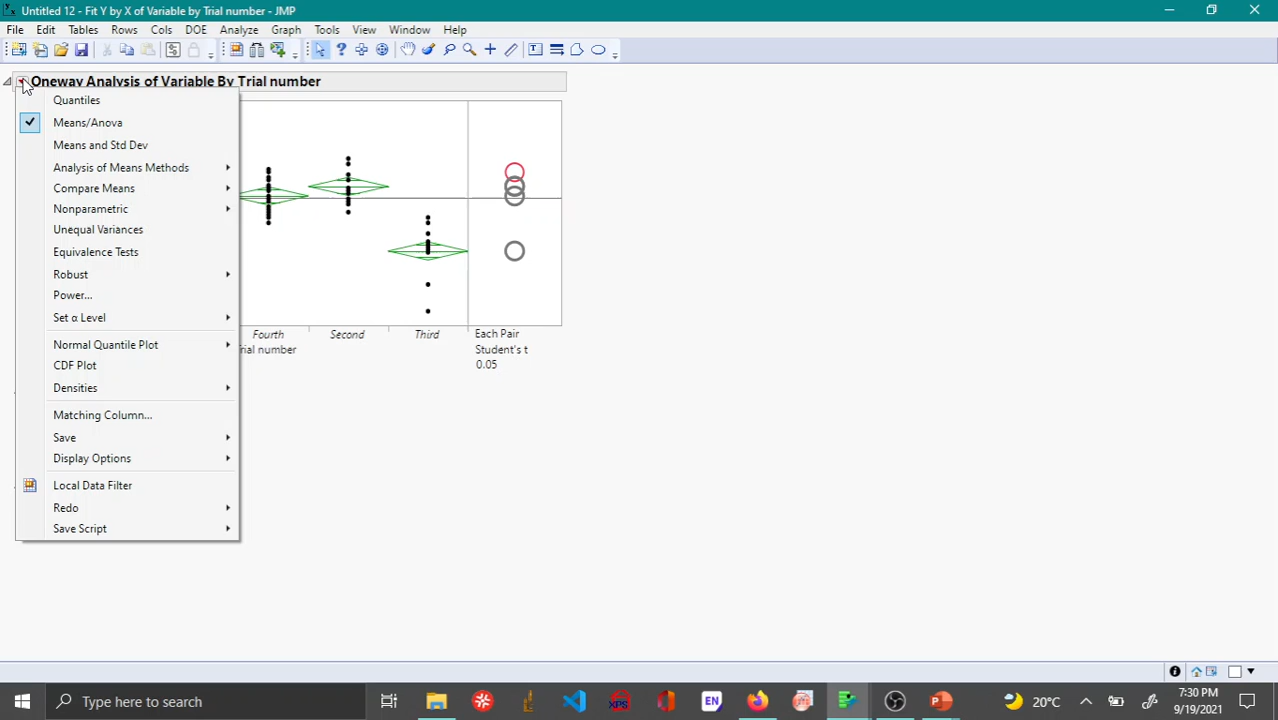 Untitled 12 - Fit Y by X of Variable by Trial number - JMP
File Edit Tables Rows Cols DOE Analyze Graph Tools View Window Help
Oneway Analysis of Variable By Trial number
Quantiles
Means/Anova
Means and Std Dev
Analysis of Means Methods
Compare Means
Nonparametric
Unequal Variances
Equivalence Tests
Robust
Power...
Set α Level
Normal Quantile Plot
CDF Plot
Densities
Matching Column...
Save
Display Options
Local Data Filter
Redo
Save Script
Fourth Second Third Each Pair
rial number Student's t
0.05
Type here to search
EN
XPS
20°C
7:30 PM
9/19/2021